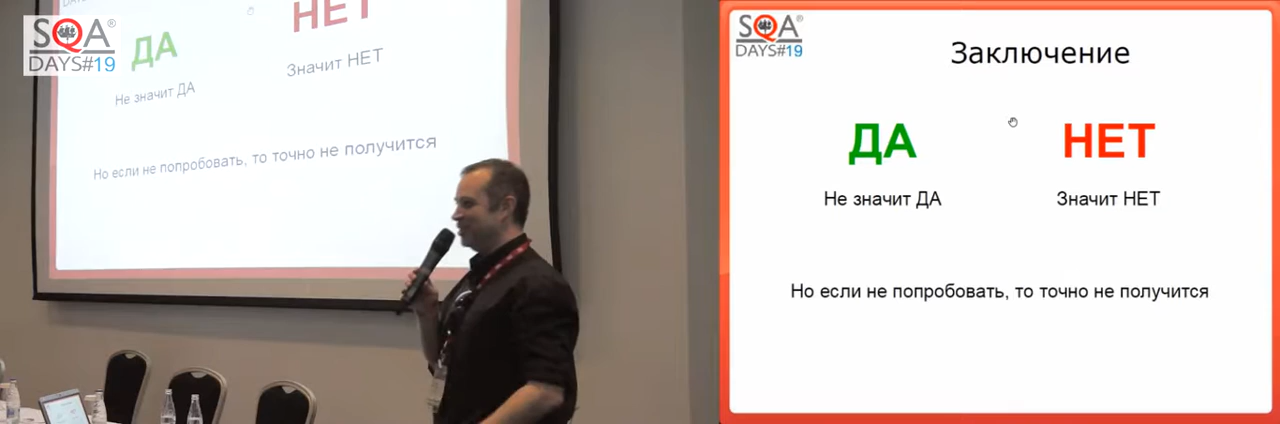 SQA®
DAYS#19
DAYS
ДА
НЕТ
Не значит ДА
Значит НЕТ
Но если не попробовать, то точно не получится
SQA®
DAYS#19
Заключение
ДА
НЕТ
Не значит ДА
Значит НЕТ
Но если не попробовать, то точно не получится